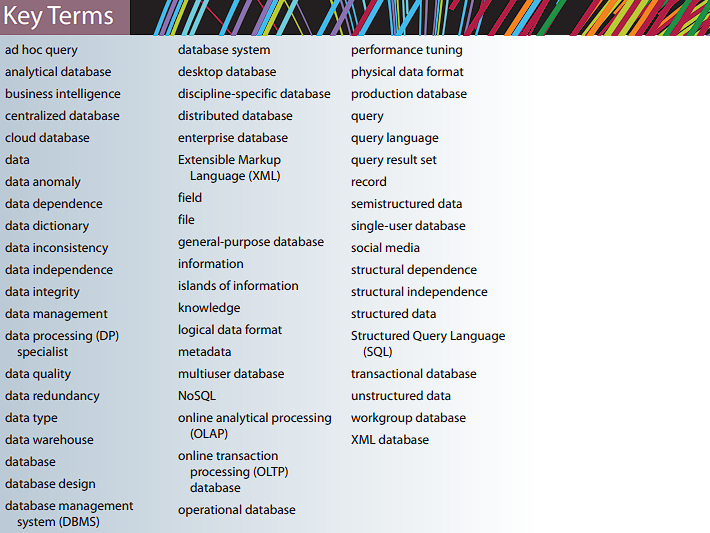 Key Terms
ad hoc query
analytical database
business intelligence
centralized database
cloud database
data
data anomaly
data dependence
data dictionary
data inconsistency
data independence
data integrity
data management
data processing (DP)
specialist
data quality
data redundancy
data type
data warehouse
database
database design
database management
system (DBMS)
database system
desktop database
discipline-specific database
distributed database
enterprise database
Extensible Markup
Language (XML)
field
file
general-purpose database
information
islands of information
knowledge
logical data format
metadata
multiuser database
NoSQL
online analytical processing
(OLAP)
online transaction
processing (OLTP)
database
operational database
performance tuning
physical data format
production database
query
query language
query result set
record
semistructured data
single-user database
social media
structural dependence
structural independence
structured data
Structured Query Language
(SQL)
transactional database
unstructured data
workgroup database
XML database